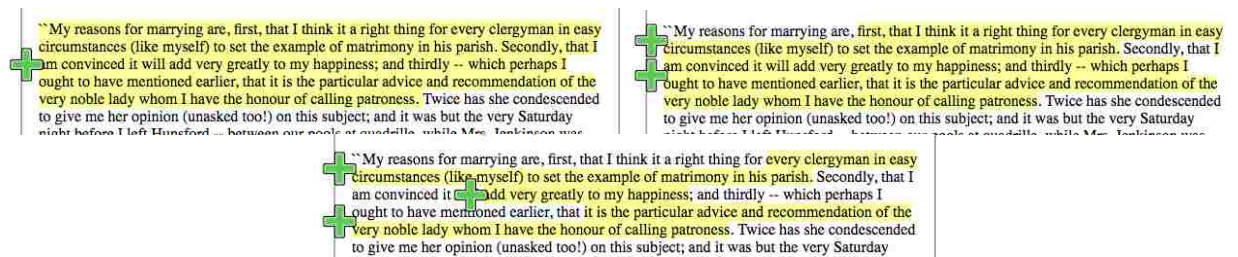 ``My reasons for marrying are, first, that I think it a right thing for every clergyman in easy
circumstances (like myself) to set the example of matrimony in his parish. Secondly, that I
am convinced it will add very greatly to my happiness; and thirdly -- which perhaps I
ought to have mentioned earlier, that it is the particular advice and recommendation of the
very noble lady whom I have the honour of calling patroness. Twice has she condescended
to give me her opinion (unasked too!) on this subject; and it was but the very Saturday
night before I left Hunsford -- between our pools at quadrille, while Mrs. Jenkinson was
``My reasons for marrying are, first, that I think it a right thing for every clergyman in easy
circumstances (like myself) to set the example of matrimony in his parish. Secondly, that I
am convinced it will add very greatly to my happiness; and thirdly -- which perhaps I
ought to have mentioned earlier, that it is the particular advice and recommendation of the
very noble lady whom I have the honour of calling patroness. Twice has she condescended
to give me her opinion (unasked too!) on this subject; and it was but the very Saturday
``My reasons for marrying are, first, that I think it a right thing for every clergyman in easy
circumstances (like myself) to set the example of matrimony in his parish. Secondly, that I
am convinced it add very greatly to my happiness; and thirdly -- which perhaps I
ought to have mentioned earlier, that it is the particular advice and recommendation of the
very noble lady whom I have the honour of calling patroness. Twice has she condescended
to give me her opinion (unasked too!) on this subject; and it was but the very Saturday